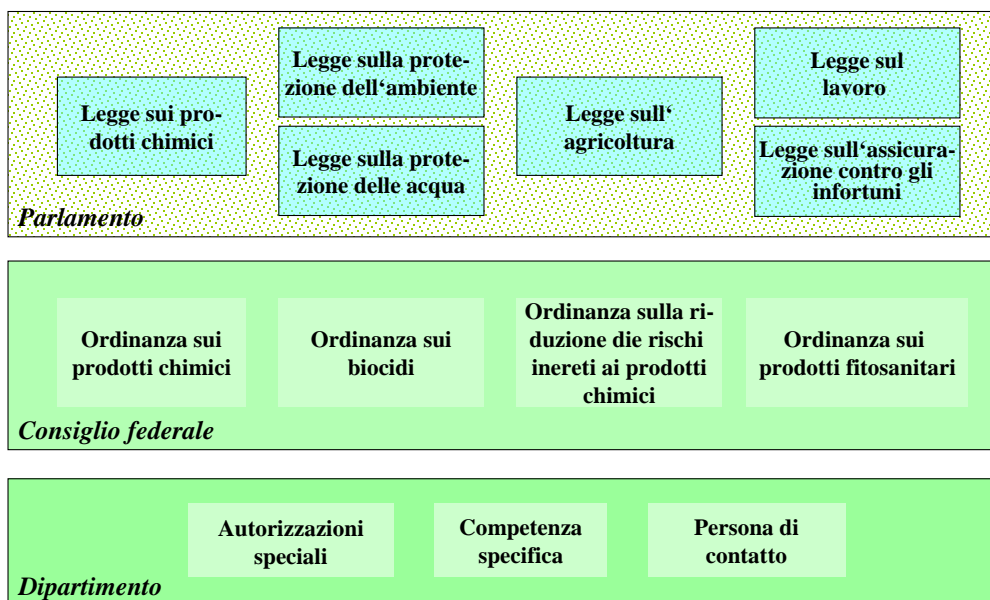 Legge sui pro-
dotti chimici
Legge sulla prote-
zione dell‘ambiente
Legge sulla prote-
zione delle acqua
Legge sull‘
agricoltura
Legge sul
lavoro
Legge sull‘assicura-
zione contro gli
infortuni
Parlamento
Ordinanza sui
prodotti chimici
Ordinanza sui
biocidi
Ordinanza sulla ri-
duzione die rischi
inereti ai prodotti
chimici
Ordinanza sui
prodotti fitosanitari
Consiglio federale
Autorizzazioni
speciali
Competenza
specifica
Persona di
contatto
Dipartimento